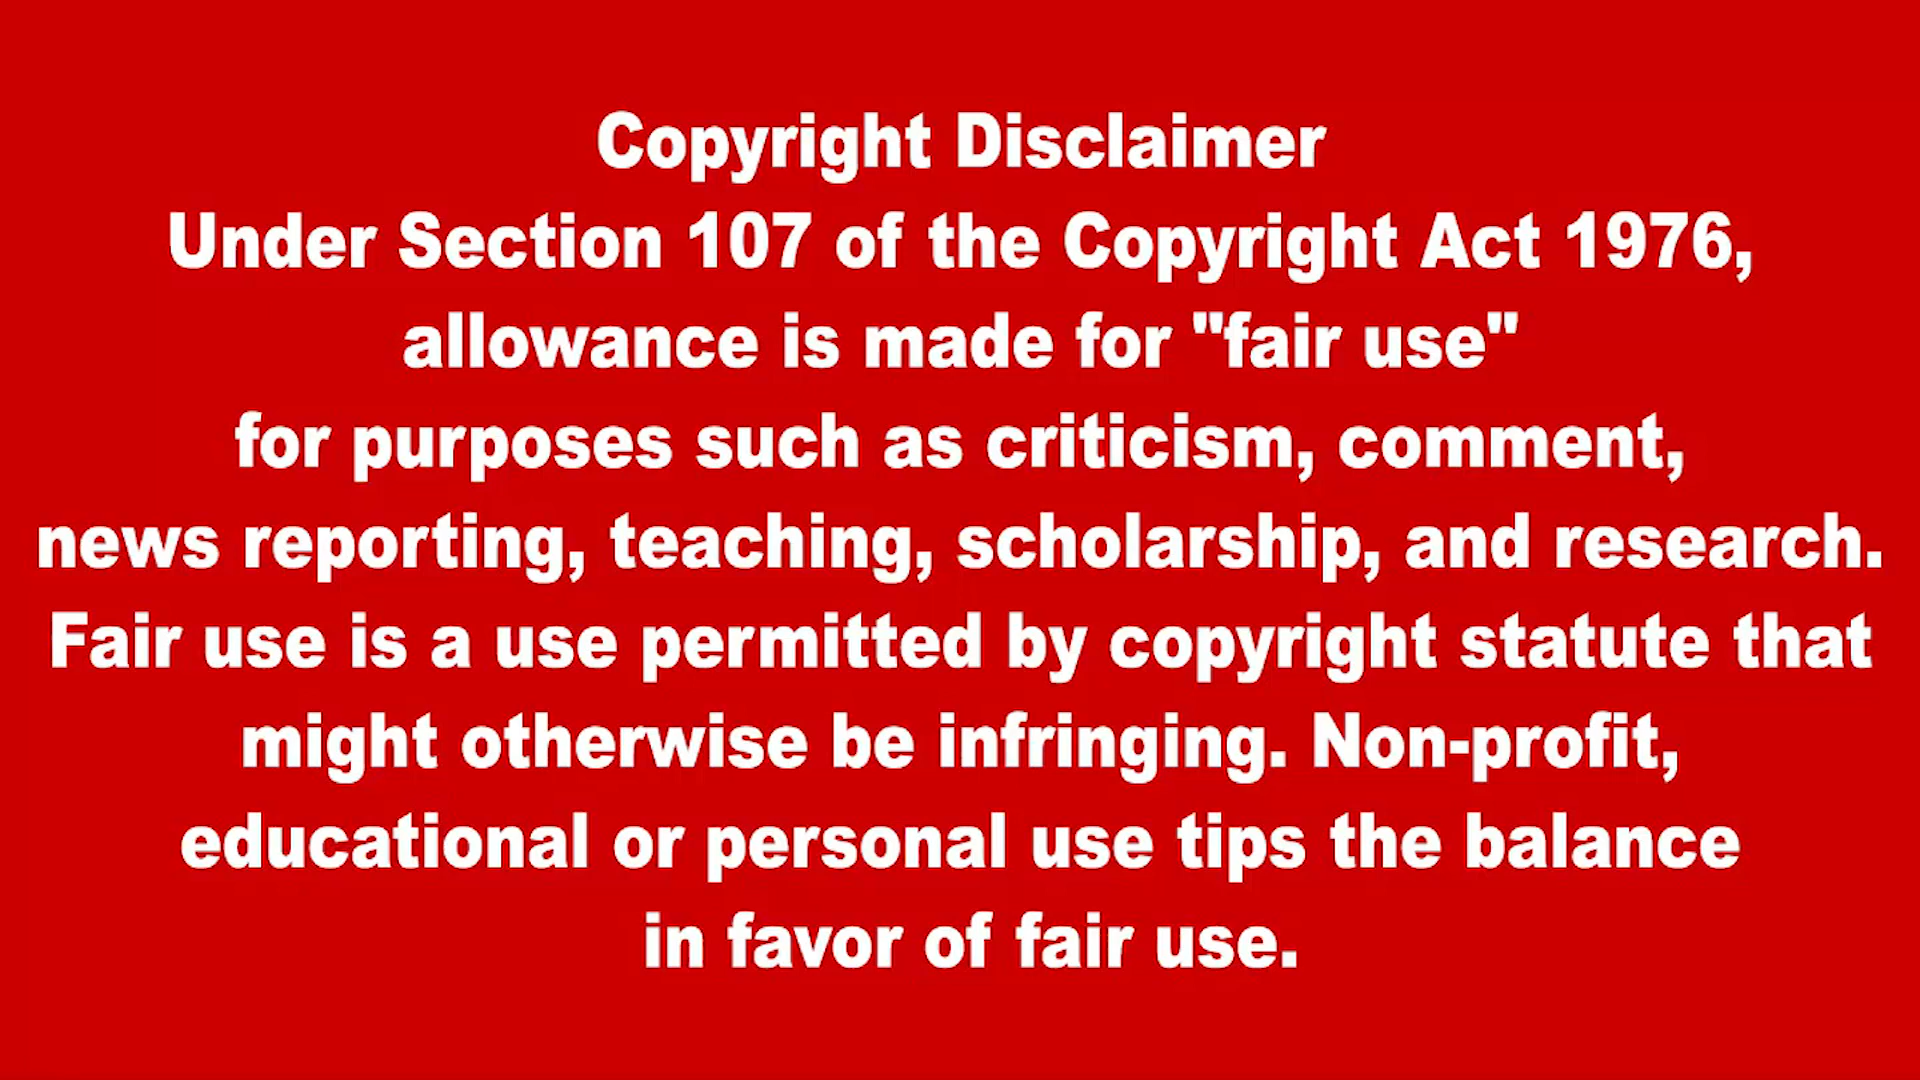 Copyright Disclaimer
Under Section 107 of the Copyright Act 1976,
allowance is made for "fair use"
for purposes such as criticism, comment,
news reporting, teaching, scholarship, and research.
Fair use is a use permitted by copyright statute that
might otherwise be infringing. Non-profit,
educational or personal use tips the balance
in favor of fair use.